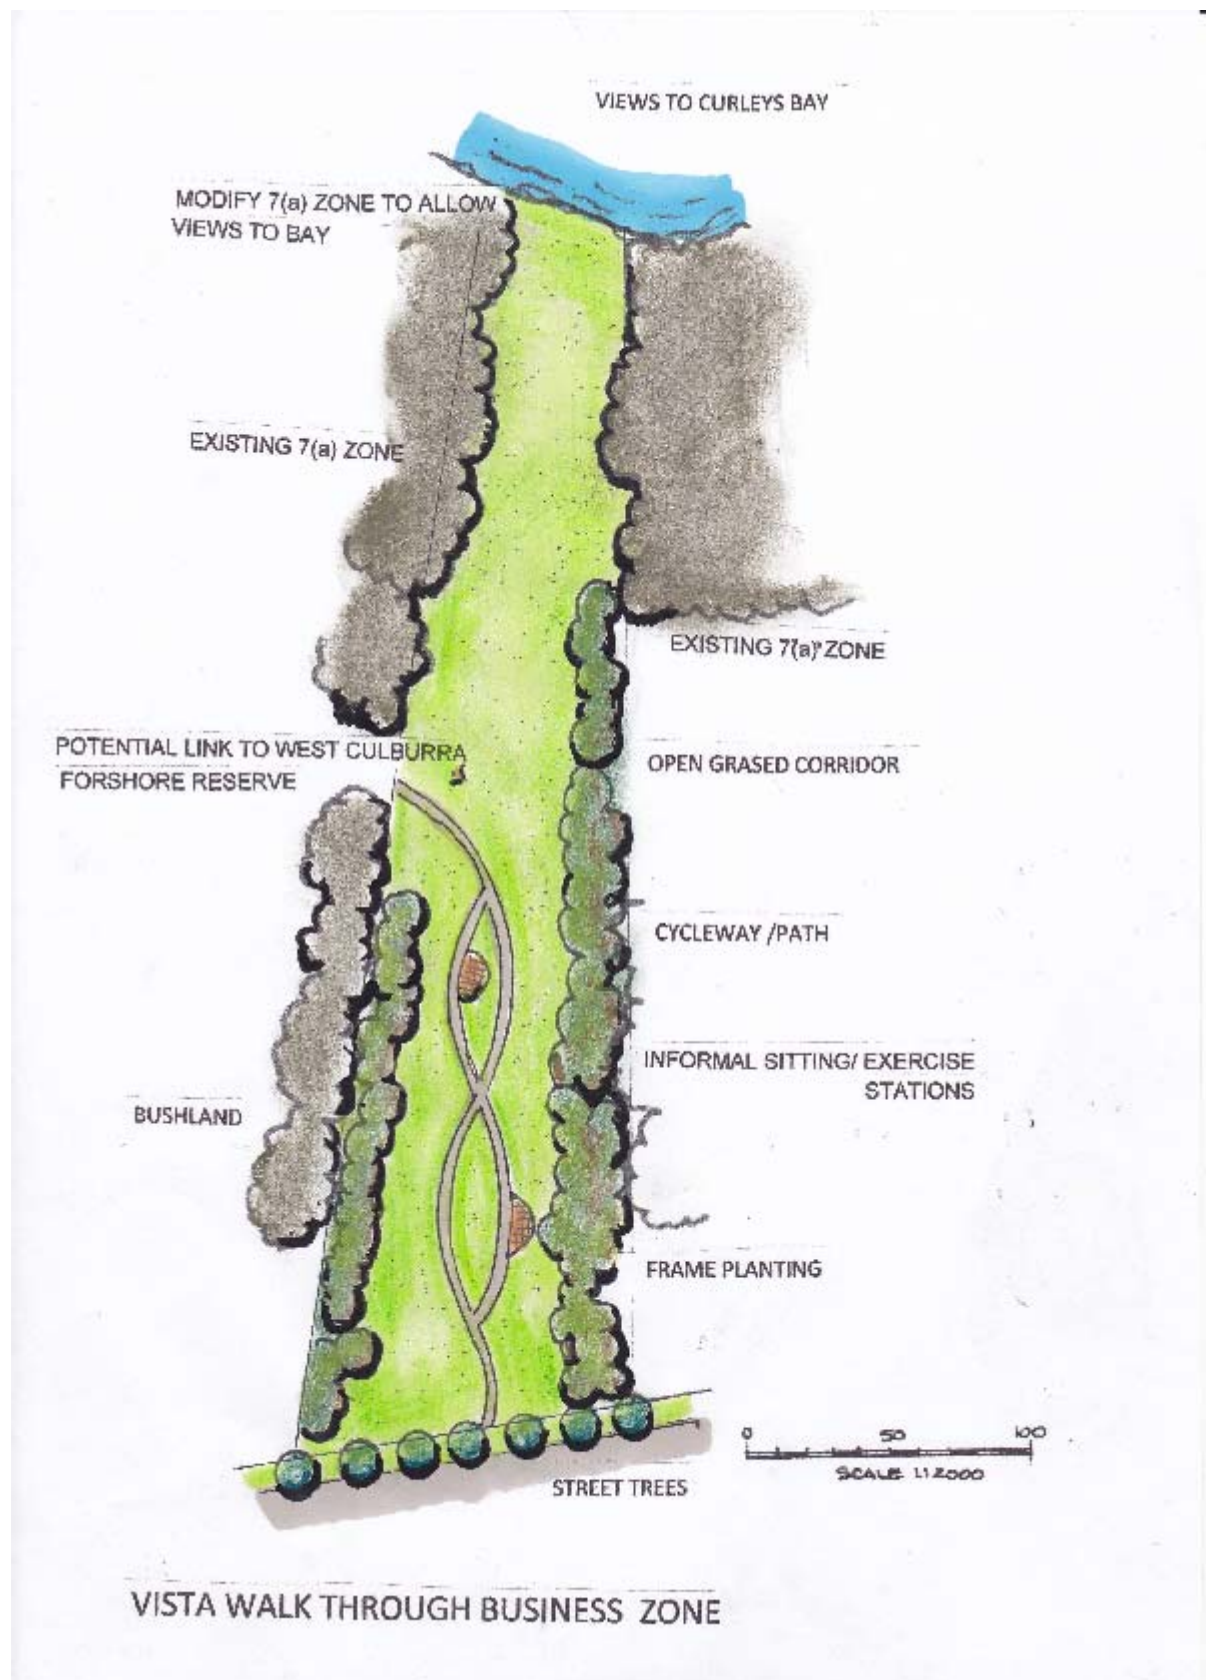 VIEWS TO CURLEYS BAY
MODIFY 7(a) ZONE TO ALLOW
VIEWS TO BAY
EXISTING 7(a) ZONE
EXISTING 7(a) ZONE
POTENTIAL LINK TO WEST CULBURRA
FORSHORE RESERVE
OPEN GRASED CORRIDOR
CYCLEWAY /PATH
INFORMAL SITTING/ EXERCISE
STATIONS
BUSHLAND
FRAME PLANTING
0 50 100
SCALE 1:2000
STREET TREES
VISTA WALK THROUGH BUSINESS ZONE